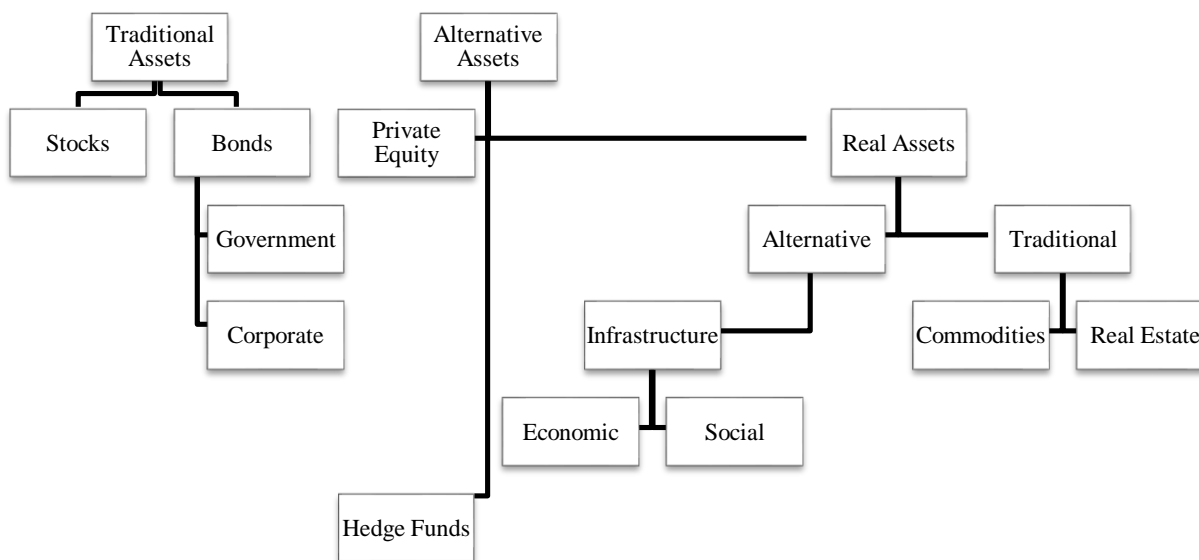 Traditional
Assets
Alternative
Assets
Stocks
Bonds
Private
Equity
Real Assets
Government
Alternative
Traditional
Corporate
Infrastructure
Commodities
Real Estate
Economic
Social
Hedge Funds